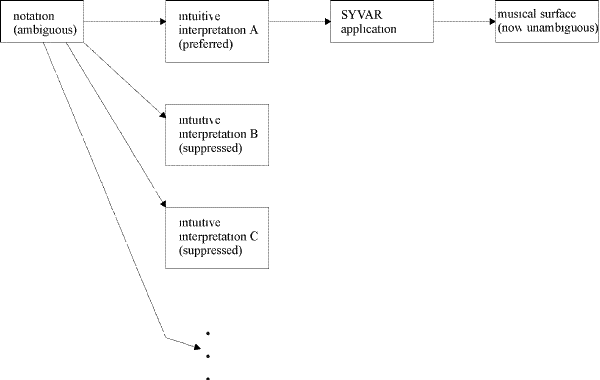 notation
(ambiguous)
intuitive
interpretation A
(preferred)
SYVAR
application
musical surface
(now unambiguous)
intuitive
interpretation B
(suppressed)
intuitive
interpretation C
(suppressed)